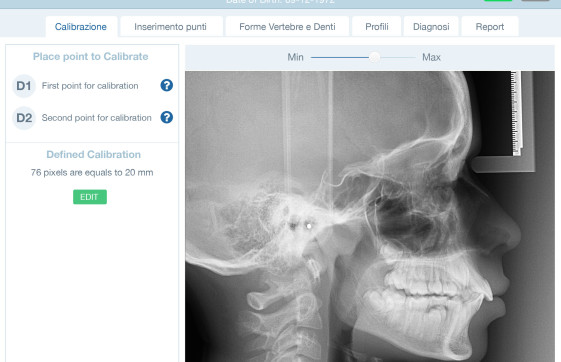 Date of Birth: 09-12-1972
Calibrazione
Inserimento punti
Forme Vertebre e Denti
Profili
Diagnosi
Report
Place point to Calibrate
D1 First point for calibration ?
D2 Second point for calibration ?
Defined Calibration
76 pixels are equals to 20 mm
EDIT
Min
Max